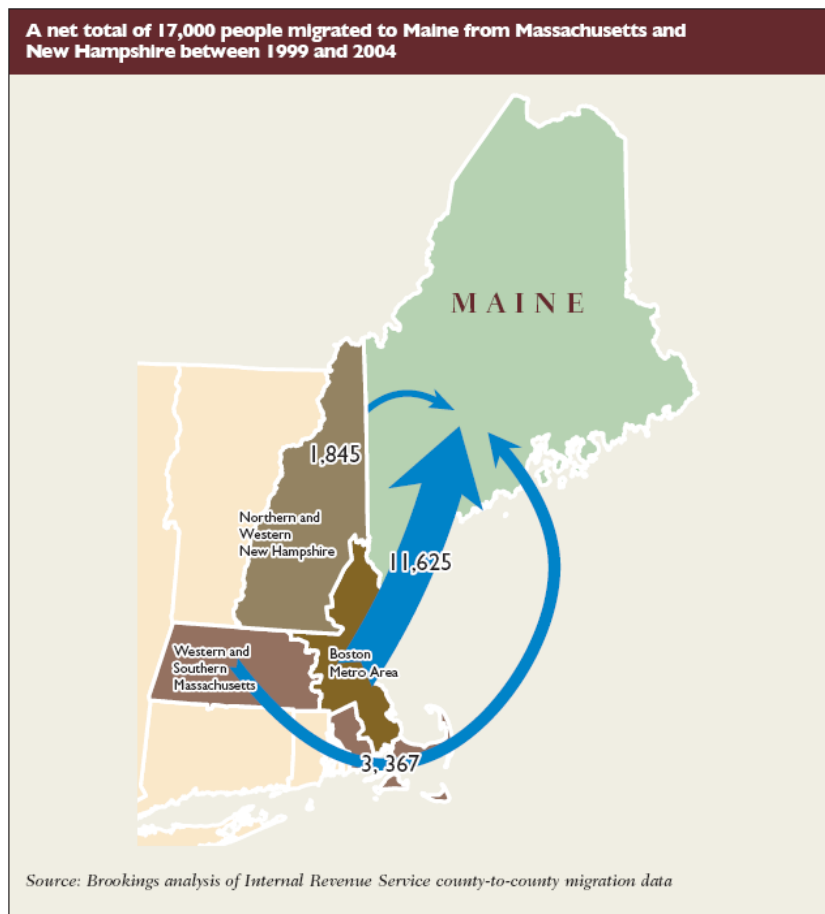 A net total of 17,000 people migrated to Maine from Massachusetts and
New Hampshire between 1999 and 2004
MAINE
1,845
Northern and
Western
New Hampshire
11,625
Western and
Southern
Massachusetts
Boston
Metro Area
3, 367
Source: Brookings analysis of Internal Revenue Service county-to-county migration data